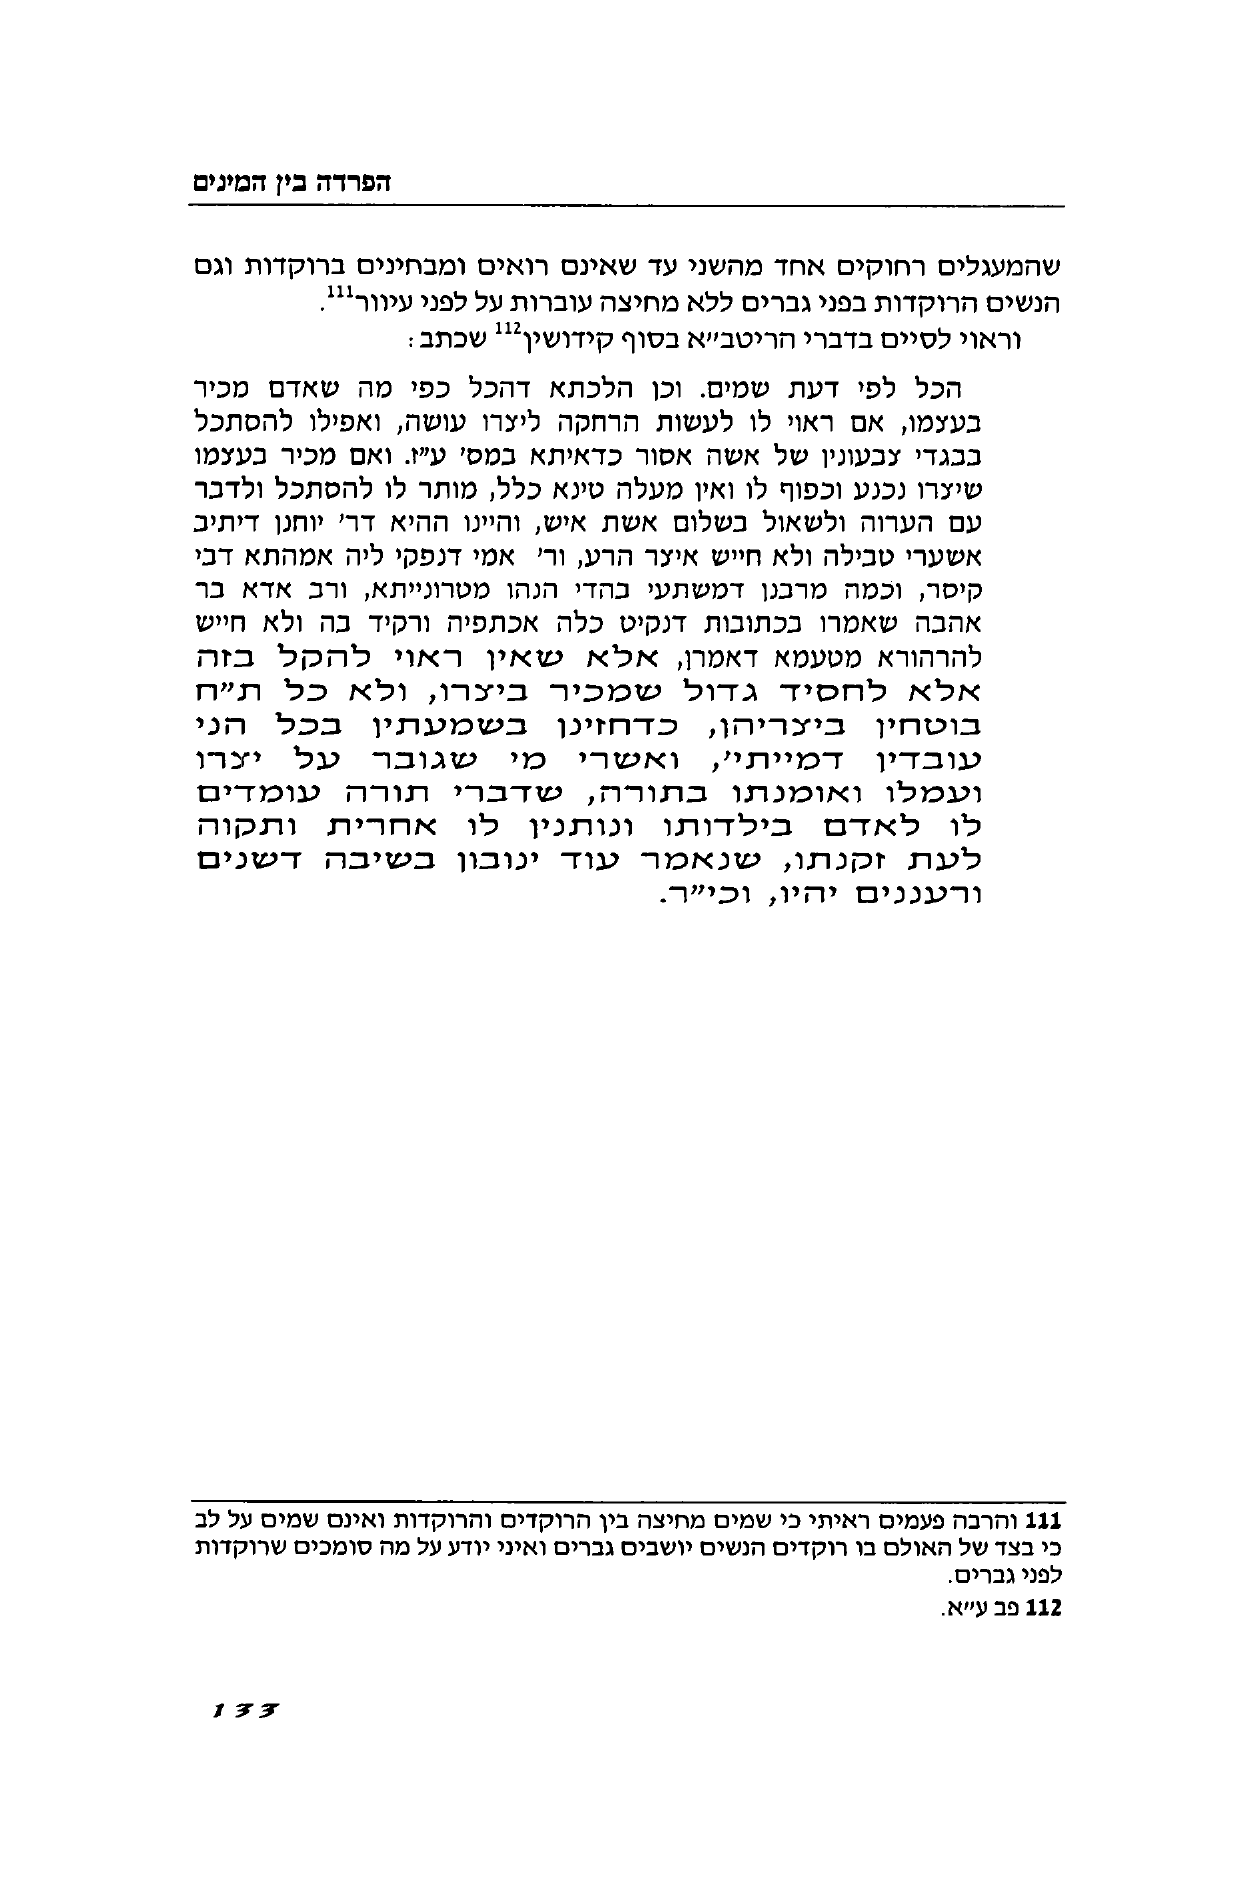 הפרדה בין המינים
שהמעגלים רחוקים אחד מהשני עד שאינם רואים ומבחינים ברוקדות וגם
הנשים הרוקדות בפני גברים ללא מחיצה עוברות על לפני עיוור111.
וראוי לסיים בדברי הריטב״א בסוף קידושין112 שכתב:
הכל לפי דעת שמים. וכן הלכתא דהכל כפי מה שאדם מכיר
בעצמו, אם ראוי לו לעשות הרחקה ליצרו עושה, ואפילו להסתכל
בבגדי צבעונין של אשה אסור כדאיתא במס׳ ע״ז. ואם מכיר בעצמו
שיצרו נכנע וכפוף לו ואין מעלה טינא כלל, מותר לו להסתכל ולדבר
עם הערוה ולשאול בשלום אשת איש, והיינו ההיא דר׳ יוחנן דיתיב
אשערי טבילה ולא חייש איצר הרע, ור׳ אמי דנפקי ליה אמהתא דבי
קיסר, וכמה מרבנן דמשתעי בהדי הנהו מטרונייתא, ורב אדא בר
אהבה שאמרו בכתובות דנקיט כלה אכתפיה ורקיד בה ולא חייש
להרהורא מטעמא דאמרן, אלא שאין ראוי להקל בזה
אלא לחסיד גדול שמכיר ביצרו, ולא כל ת״ח
בוטחין ביצריהן, כדחזינן בשמעתין בכל הני
עובדין דמייתי׳, ואשרי מי שגובר על יצרו
ועמלו ואומנתו בתורה, שדברי תורה עומדים
לו לאדם בילדותו ונותנין לו אחרית ותקוה
לעת זקנתו, שנאמר עוד ינובון בשיבה דשנים
ורעננים יהיו, וכי״ר.
111 והרבה פעמים ראיתי כי שמים מחיצה בין הרוקדים והרוקדות ואינם שמים על לב
כי בצד של האולם בו רוקדים הנשים יושבים גברים ואיני יודע על מה סומכים שרוקדות
לפני גברים.
112 פב ע״א.
133